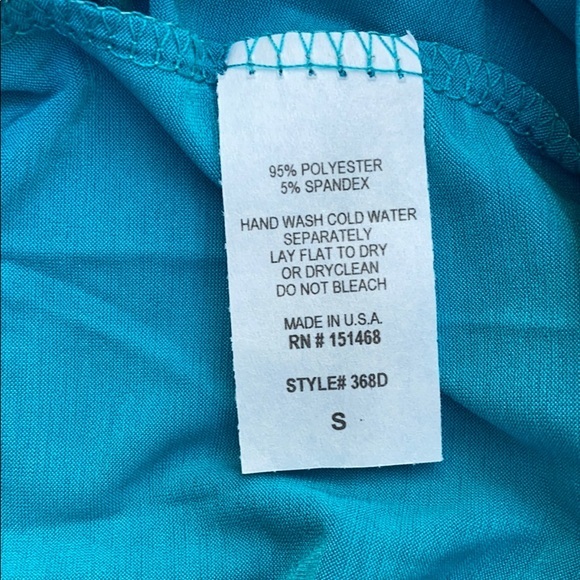 95% POLYESTER
5% SPANDEX
HAND WASH COLD WATER
SEPARATELY
LAY FLAT TO DRY
OR DRYCLEAN
DO NOT BLEACH
MADE IN U.S.A.
RN # 151468
STYLE# 368D
S